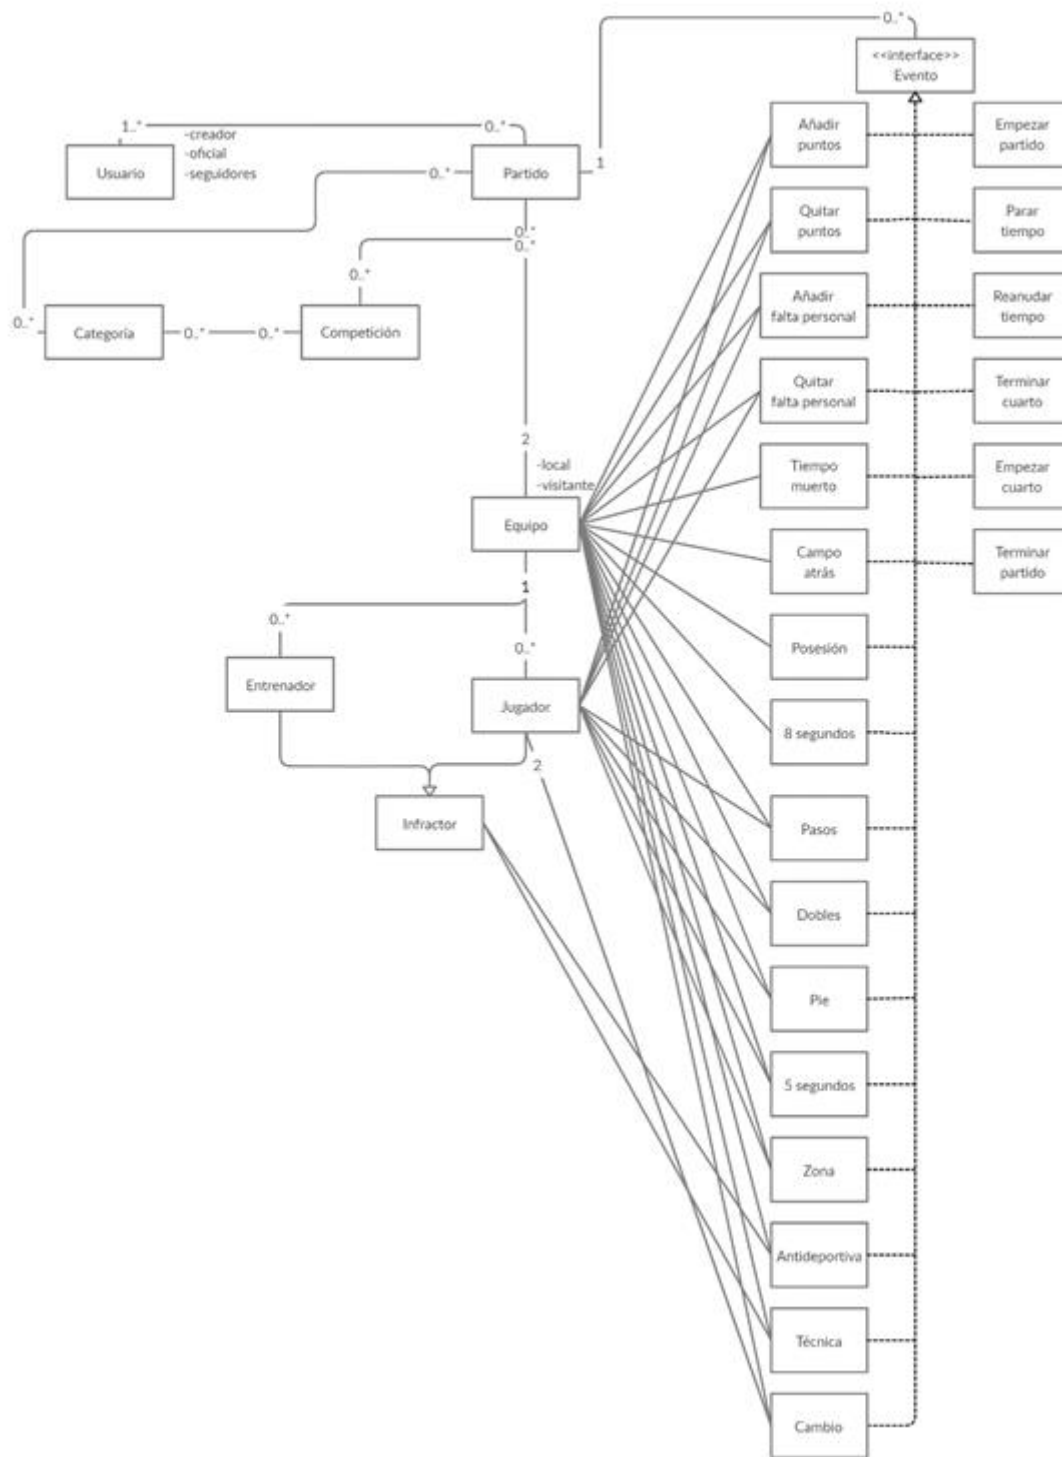 0..*
<<interface>>
Evento
1..*
0..*
-creador
-oficial
-seguidores
Usuario
0..*
Partido
1
Añadir
puntos
Empezar
partido
Quitar
puntos
Parar
tiempo
0..*
0..*
0..*
0..*
Categoría
0..*
0..*
Competición
Añadir
falta personal
Reanudar
tiempo
Quitar
falta personal
Terminar
cuarto
2
-local
-visitante
Tiempo
muerto
Empezar
cuarto
Equipo
Campo
atrás
Terminar
partido
1
0..*
0..*
Posesión
Entrenador
Jugador
8 segundos
2
Infractor
Pasos
Dobles
Pie
5 segundos
Zona
Antideportiva
Técnica
Cambio